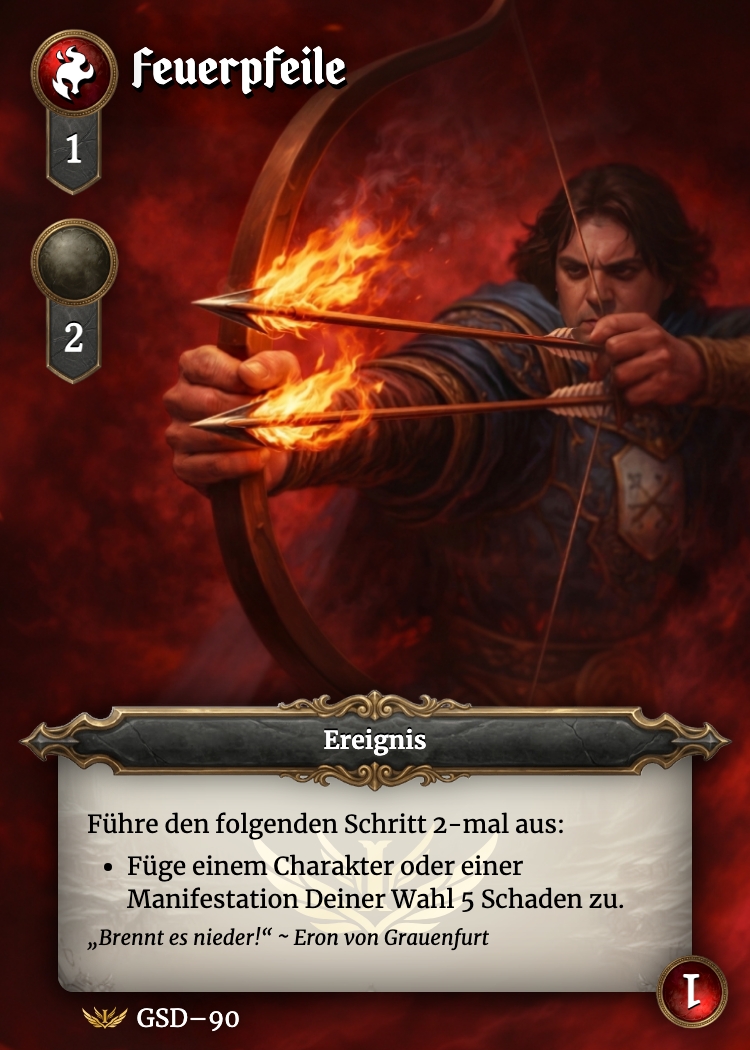 Feuerpfeile
1
2
Ereignis
Führe den folgenden Schritt 2-mal aus:
• Füge einem Charakter oder einer
Manifestation Deiner Wahl 5 Schaden zu.
„Brennt es nieder!“ ~ Eron von Grauenfurt
1
GSD–90